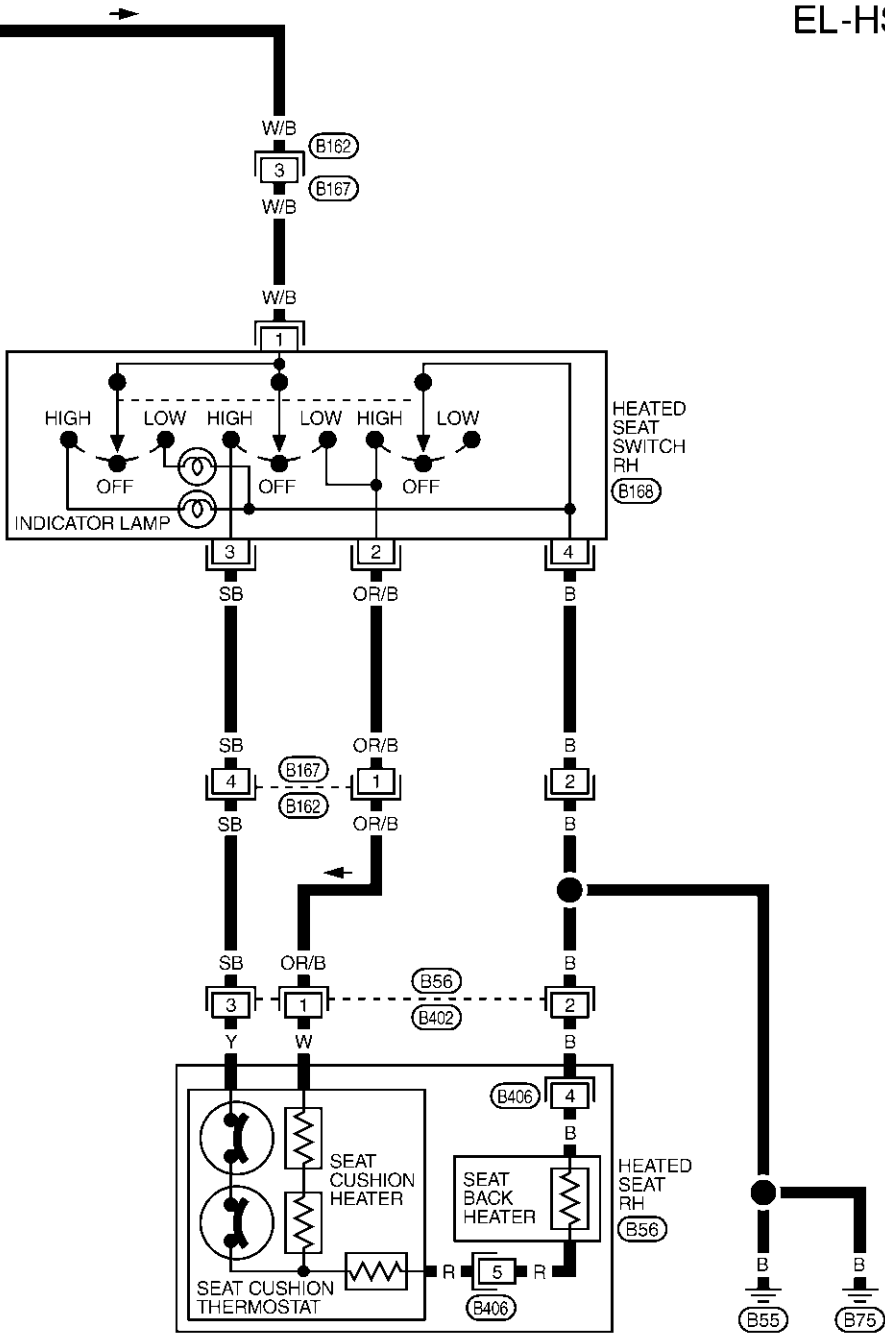 EL-HS
W/B
B162
3
B167
W/B
W/B
1
HIGH LOW HIGH LOW HIGH LOW
OFF OFF OFF
INDICATOR LAMP
HEATED
SEAT
SWITCH
RH
B168
3 2 4
SB OR/B B
SB OR/B B
4 B167 1 2
B162
SB OR/B B
SB OR/B B
B56
3 1 2
B402
Y W B
B406 4
B
SEAT
CUSHION
HEATER
SEAT
BACK
HEATER
HEATED
SEAT
RH
B56
R 5 R
B406
SEAT CUSHION
THERMOSTAT
B B
B55 B75